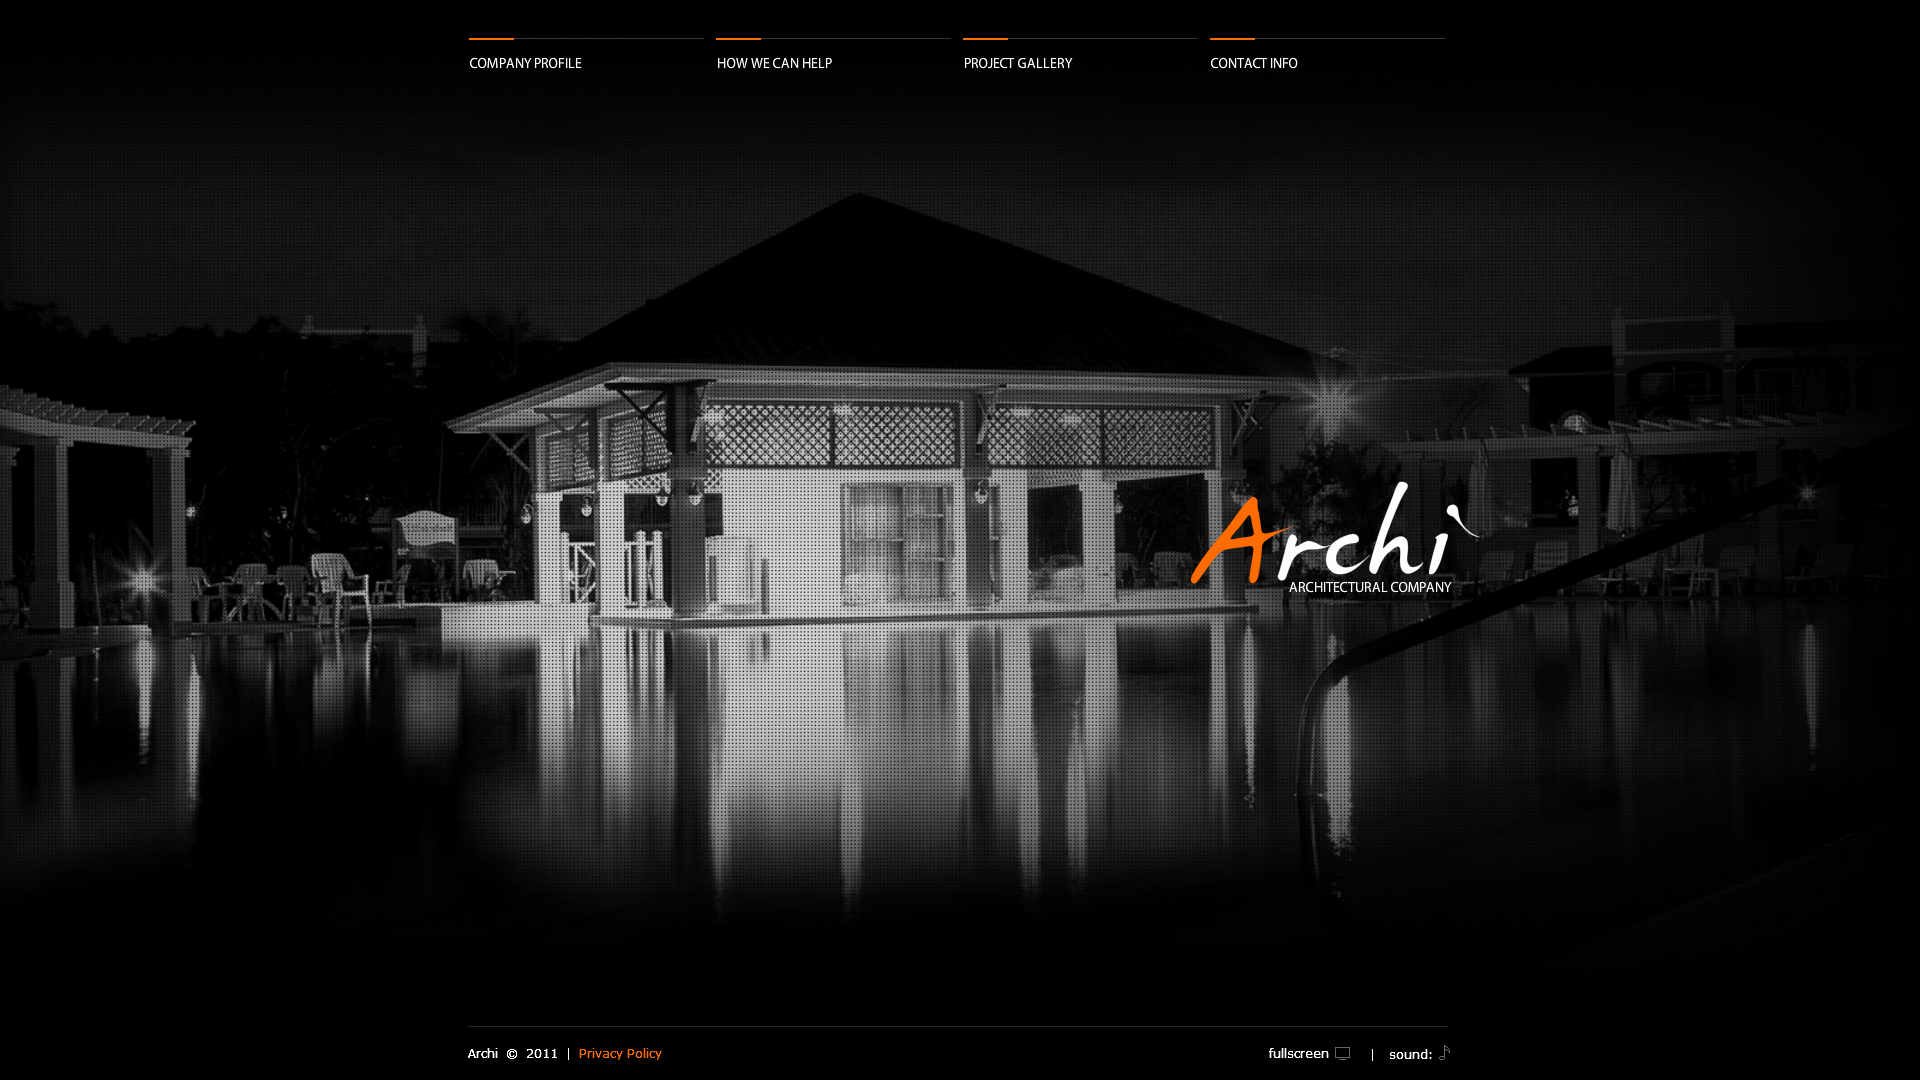 COMPANY PROFILE
HOW WE CAN HELP
PROJECT GALLERY
CONTACT INFO
Archi
ARCHITECTURAL COMPANY
Archi © 2011 | Privacy Policy
fullscreen | sound: